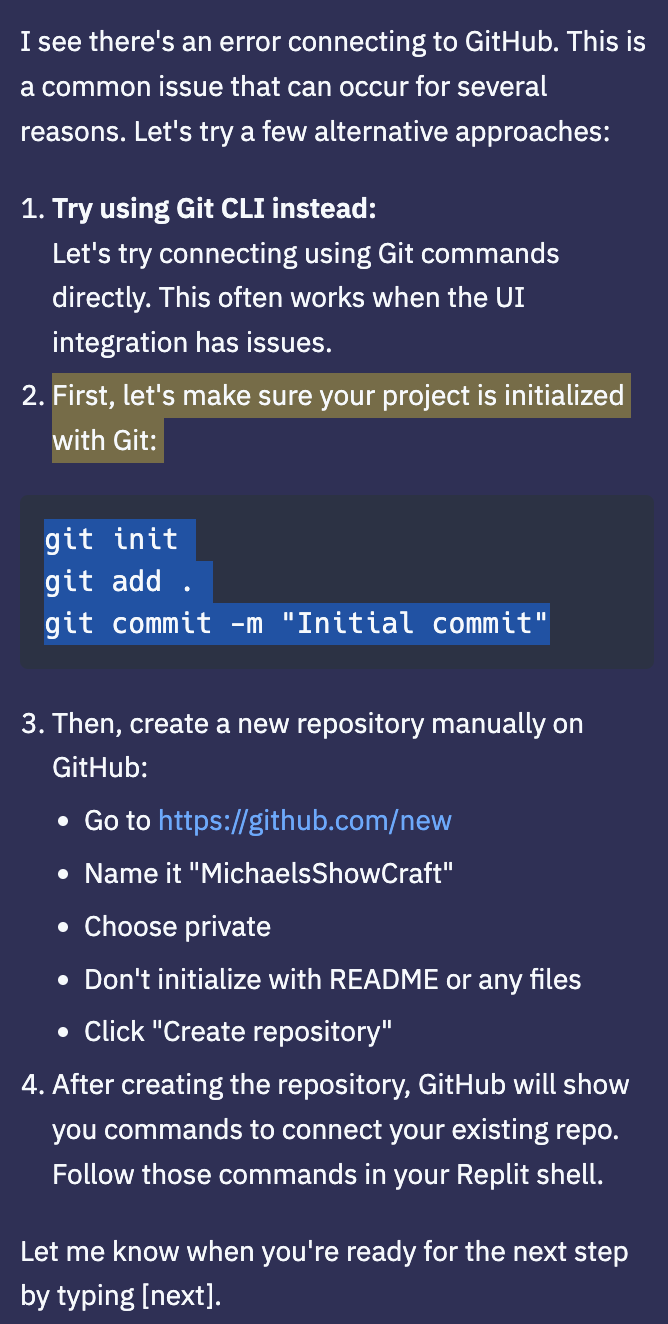 I see there's an error connecting to GitHub. This is
a common issue that can occur for several
reasons. Let's try a few alternative approaches:
1. Try using Git CLI instead:
Let's try connecting using Git commands
directly. This often works when the UI
integration has issues.
2. First, let's make sure your project is initialized
with Git:
git init
git add .
git commit -m "Initial commit"
3. Then, create a new repository manually on
GitHub:
• Go to https://github.com/new
• Name it "MichaelsShowCraft"
• Choose private
• Don't initialize with README or any files
• Click "Create repository"
4. After creating the repository, GitHub will show
you commands to connect your existing repo.
Follow those commands in your Replit shell.
Let me know when you're ready for the next step
by typing [next].